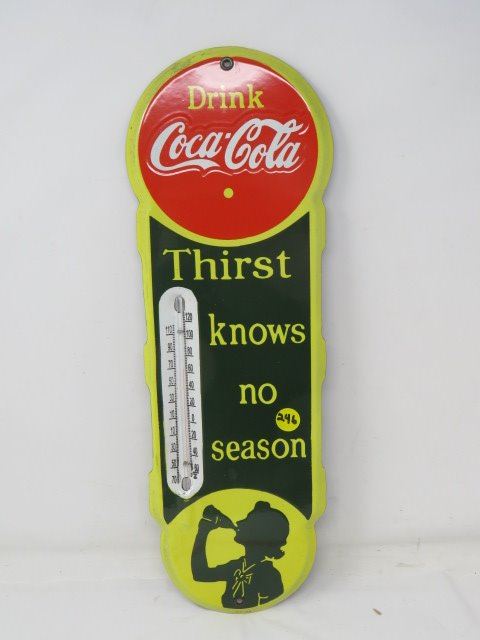 Drink
Coca-Cola
Thirst
knows
no
246
season